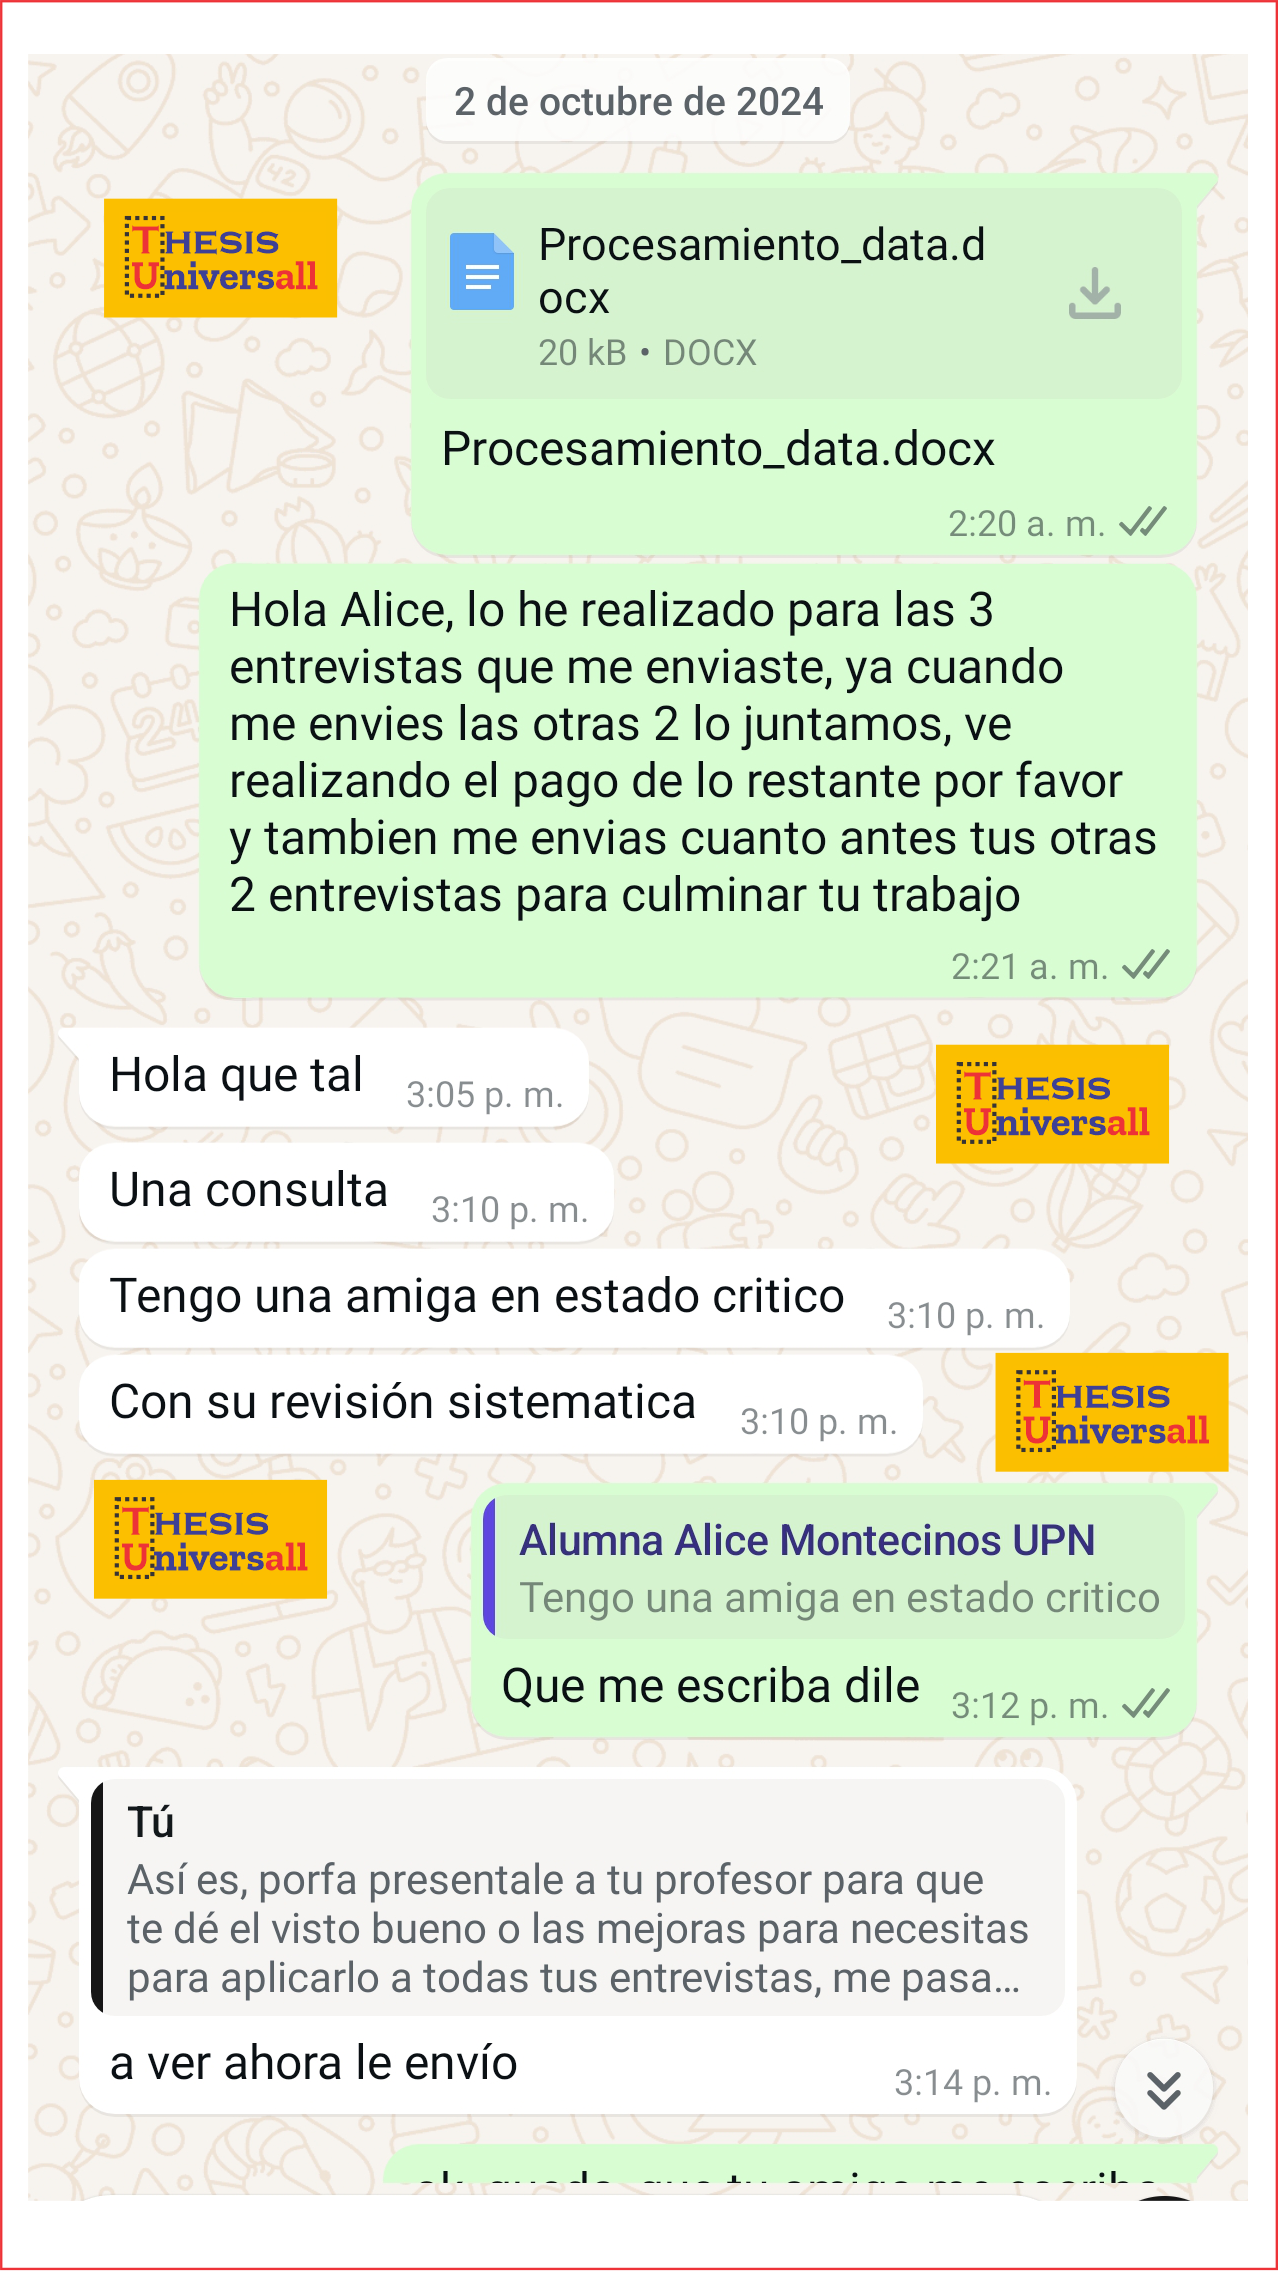 2 de octubre de 2024
THESIS
Universall
Procesamiento_data.d
ocx
20 kB • DOCX
Procesamiento_data.docx
2:20 a. m.
Hola Alice, lo he realizado para las 3
entrevistas que me enviaste, ya cuando
me envies las otras 2 lo juntamos, ve
realizando el pago de lo restante por favor
y tambien me envias cuanto antes tus otras
2 entrevistas para culminar tu trabajo
2:21 a. m.
Hola que tal 3:05 p. m.
THESIS
Universall
Una consulta 3:10 p. m.
Tengo una amiga en estado critico 3:10 p. m.
Con su revisión sistematica 3:10 p. m.
THESIS
Universall
THESIS
Universall
Alumna Alice Montecinos UPN
Tengo una amiga en estado critico
Que me escriba dile 3:12 p. m.
Tú
Así es, porfa presentale a tu profesor para que
te dé el visto bueno o las mejoras para necesitas
para aplicarlo a todas tus entrevistas, me pasa...
a ver ahora le envío
3:14 p. m.